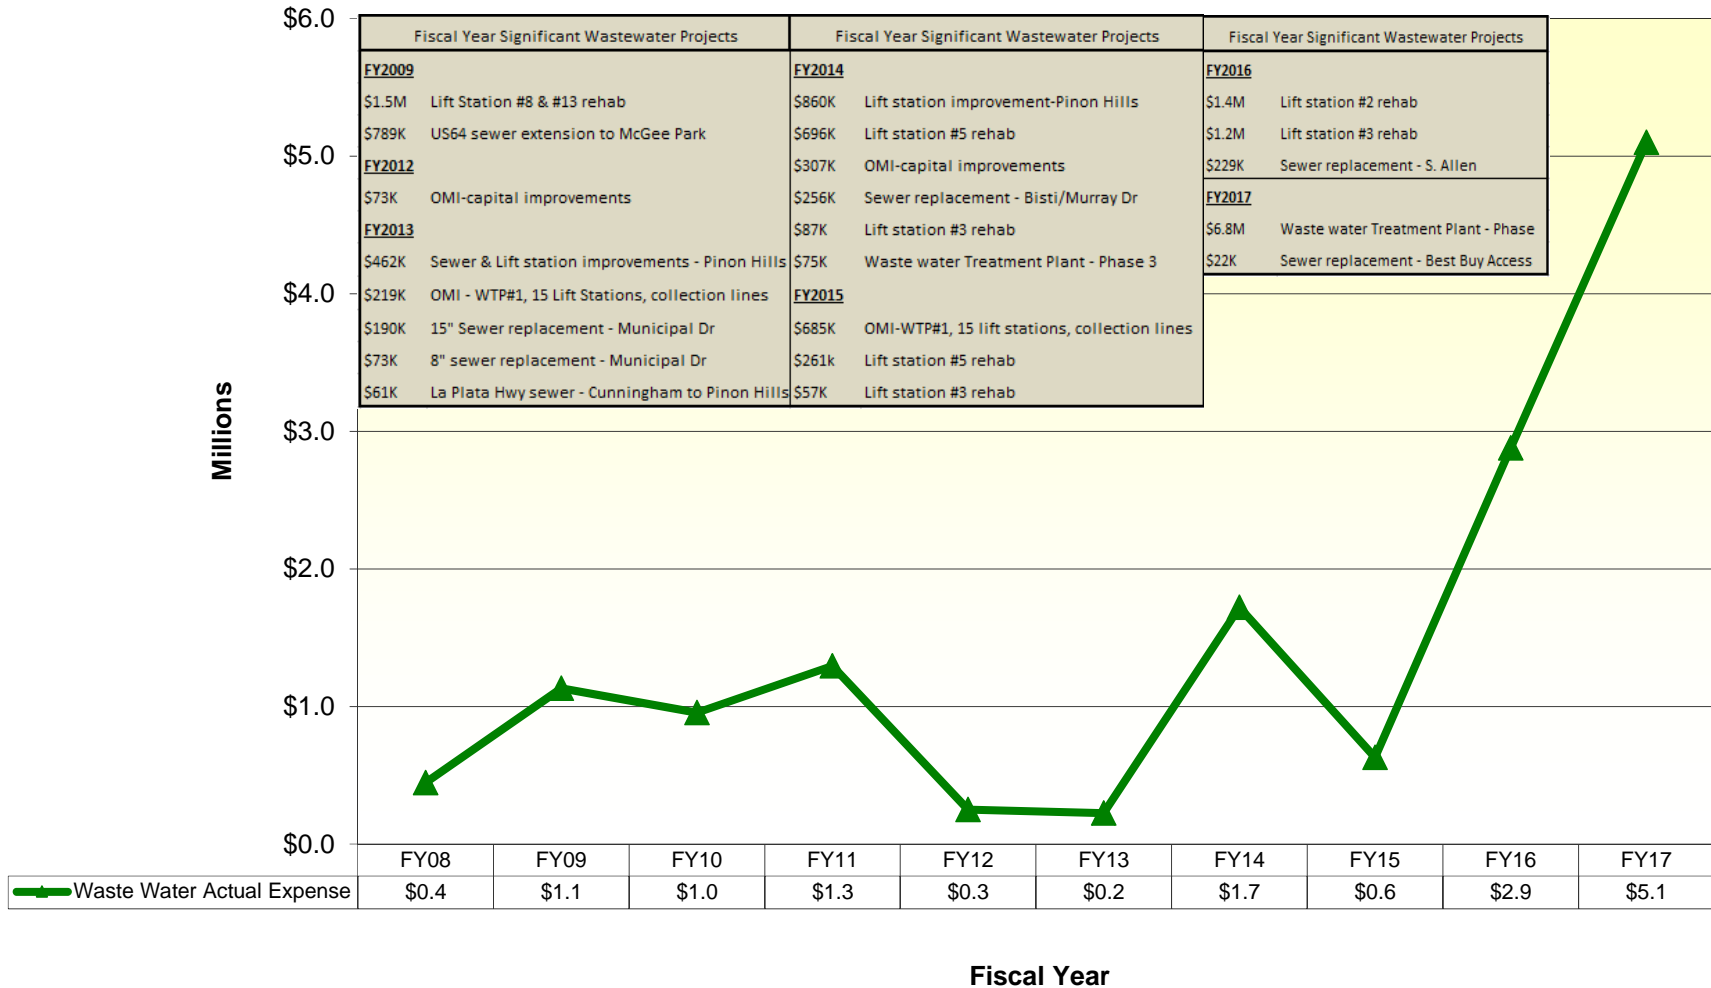 $6.0
$5.0
$4.0
$3.0
$2.0
$1.0
$0.0
Millions
Fiscal Year Significant Wastewater Projects
FY2009
$1.5M Lift Station #8 & #13 rehab
$789K US64 sewer extension to McGee Park
FY2012
$73K OMI-capital improvements
FY2013
$462K Sewer & Lift station improvements - Pinon Hills
$219K OMI - WTP#1, 15 Lift Stations, collection lines
$190K 15" Sewer replacement - Municipal Dr
$73K 8" sewer replacement - Municipal Dr
$61K La Plata Hwy sewer - Cunningham to Pinon Hills
Fiscal Year Significant Wastewater Projects
FY2014
$860K Lift station improvement-Pinon Hills
$696K Lift station #5 rehab
$307K OMI-capital improvements
$256K Sewer replacement - Bisti/Murray Dr
$87K Lift station #3 rehab
$75K Waste water Treatment Plant - Phase 3
FY2015
$685K OMI-WTP#1, 15 lift stations, collection lines
$261k Lift station #5 rehab
$57K Lift station #3 rehab
Fiscal Year Significant Wastewater Projects
FY2016
$1.4M Lift station #2 rehab
$1.2M Lift station #3 rehab
$229K Sewer replacement - S. Allen
FY2017
$6.8M Waste water Treatment Plant - Phase
$22K Sewer replacement - Best Buy Access
FY08 FY09 FY10 FY11 FY12 FY13 FY14 FY15 FY16 FY17
Waste Water Actual Expense $0.4 $1.1 $1.0 $1.3 $0.3 $0.2 $1.7 $0.6 $2.9 $5.1
Fiscal Year